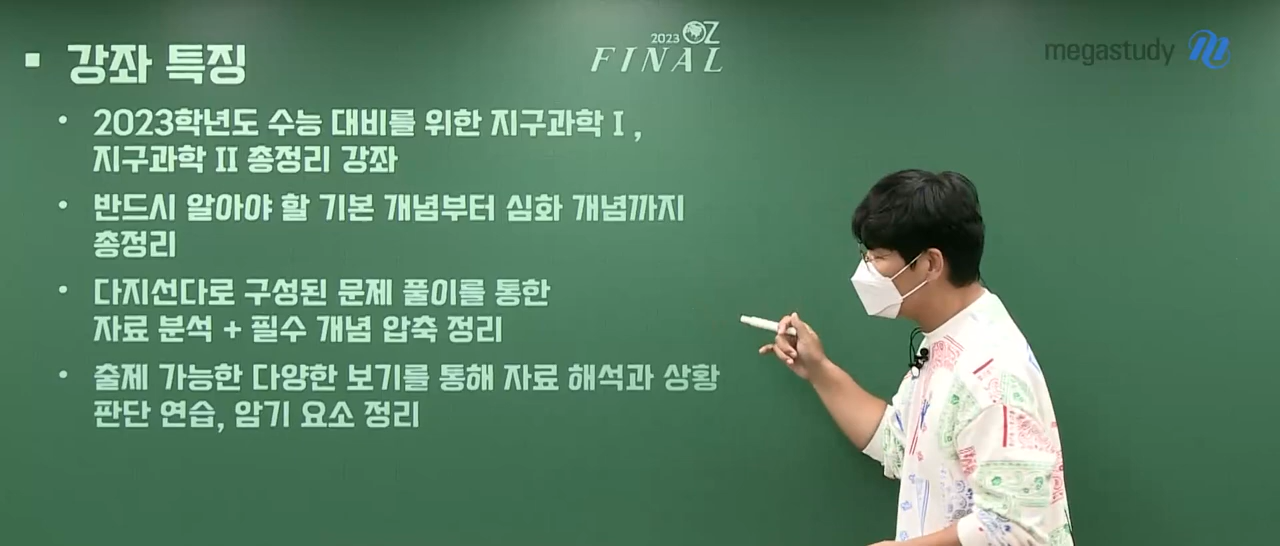 2023 OZ
FINAL
megastudy
강좌 특징
2023학년도 수능 대비를 위한 지구과학 I ,
지구과학 II 총정리 강좌
반드시 알아야 할 기본 개념부터 심화 개념까지
총정리
다지선다로 구성된 문제 풀이를 통한
자료 분석 + 필수 개념 압축 정리
출제 가능한 다양한 보기를 통해 자료 해석과 상황
판단 연습, 암기 요소 정리